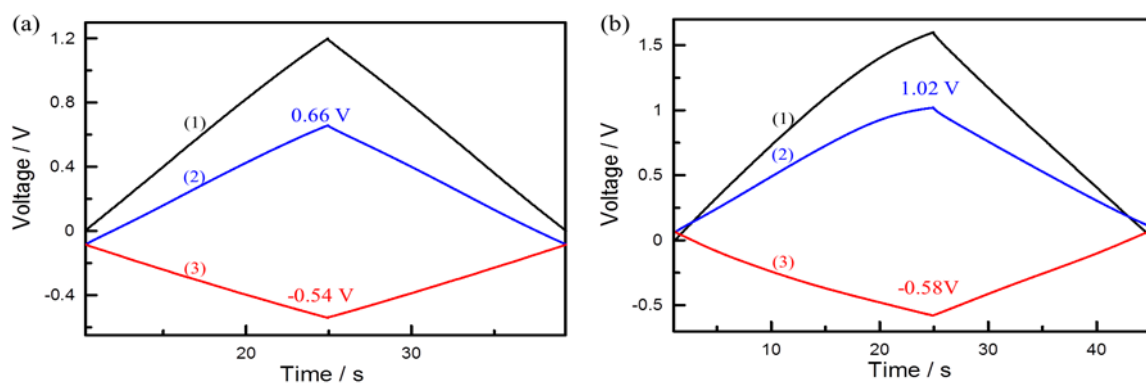 (a)
Voltage / V
1.2
0.8
0.4
0
-0.4
(1)
0.66 V
(2)
(3)
-0.54 V
20
30
Time / s
(b)
Voltage / V
1.5
1
0.5
0
-0.5
1.02 V
(1)
(2)
(3)
-0.58V
10
20
30
40
Time / s